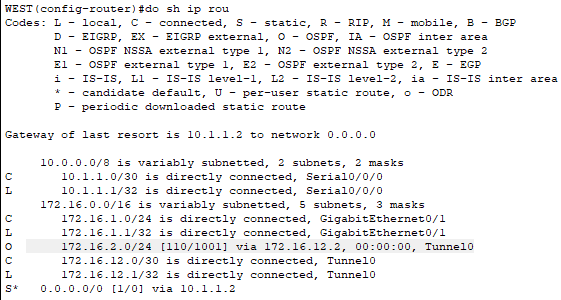 WEST(config-router)#do sh ip rou
Codes: L - local, C - connected, S - static, R - RIP, M - mobile, B - BGP
D - EIGRP, EX - EIGRP external, O - OSPF, IA - OSPF inter area
N1 - OSPF NSSA external type 1, N2 - OSPF NSSA external type 2
E1 - OSPF external type 1, E2 - OSPF external type 2, E - EGP
i - IS-IS, L1 - IS-IS level-1, L2 - IS-IS level-2, ia - IS-IS inter area
* - candidate default, U - per-user static route, o - ODR
P - periodic downloaded static route
Gateway of last resort is 10.1.1.2 to network 0.0.0.0
10.0.0.0/8 is variably subnetted, 2 subnets, 2 masks
C 10.1.1.0/30 is directly connected, Serial0/0/0
L 10.1.1.1/32 is directly connected, Serial0/0/0
172.16.0.0/16 is variably subnetted, 5 subnets, 3 masks
C 172.16.1.0/24 is directly connected, GigabitEthernet0/1
L 172.16.1.1/32 is directly connected, GigabitEthernet0/1
O 172.16.2.0/24 [110/1001] via 172.16.12.2, 00:00:00, Tunnel0
C 172.16.12.0/30 is directly connected, Tunnel0
L 172.16.12.1/32 is directly connected, Tunnel0
S* 0.0.0.0/0 [1/0] via 10.1.1.2